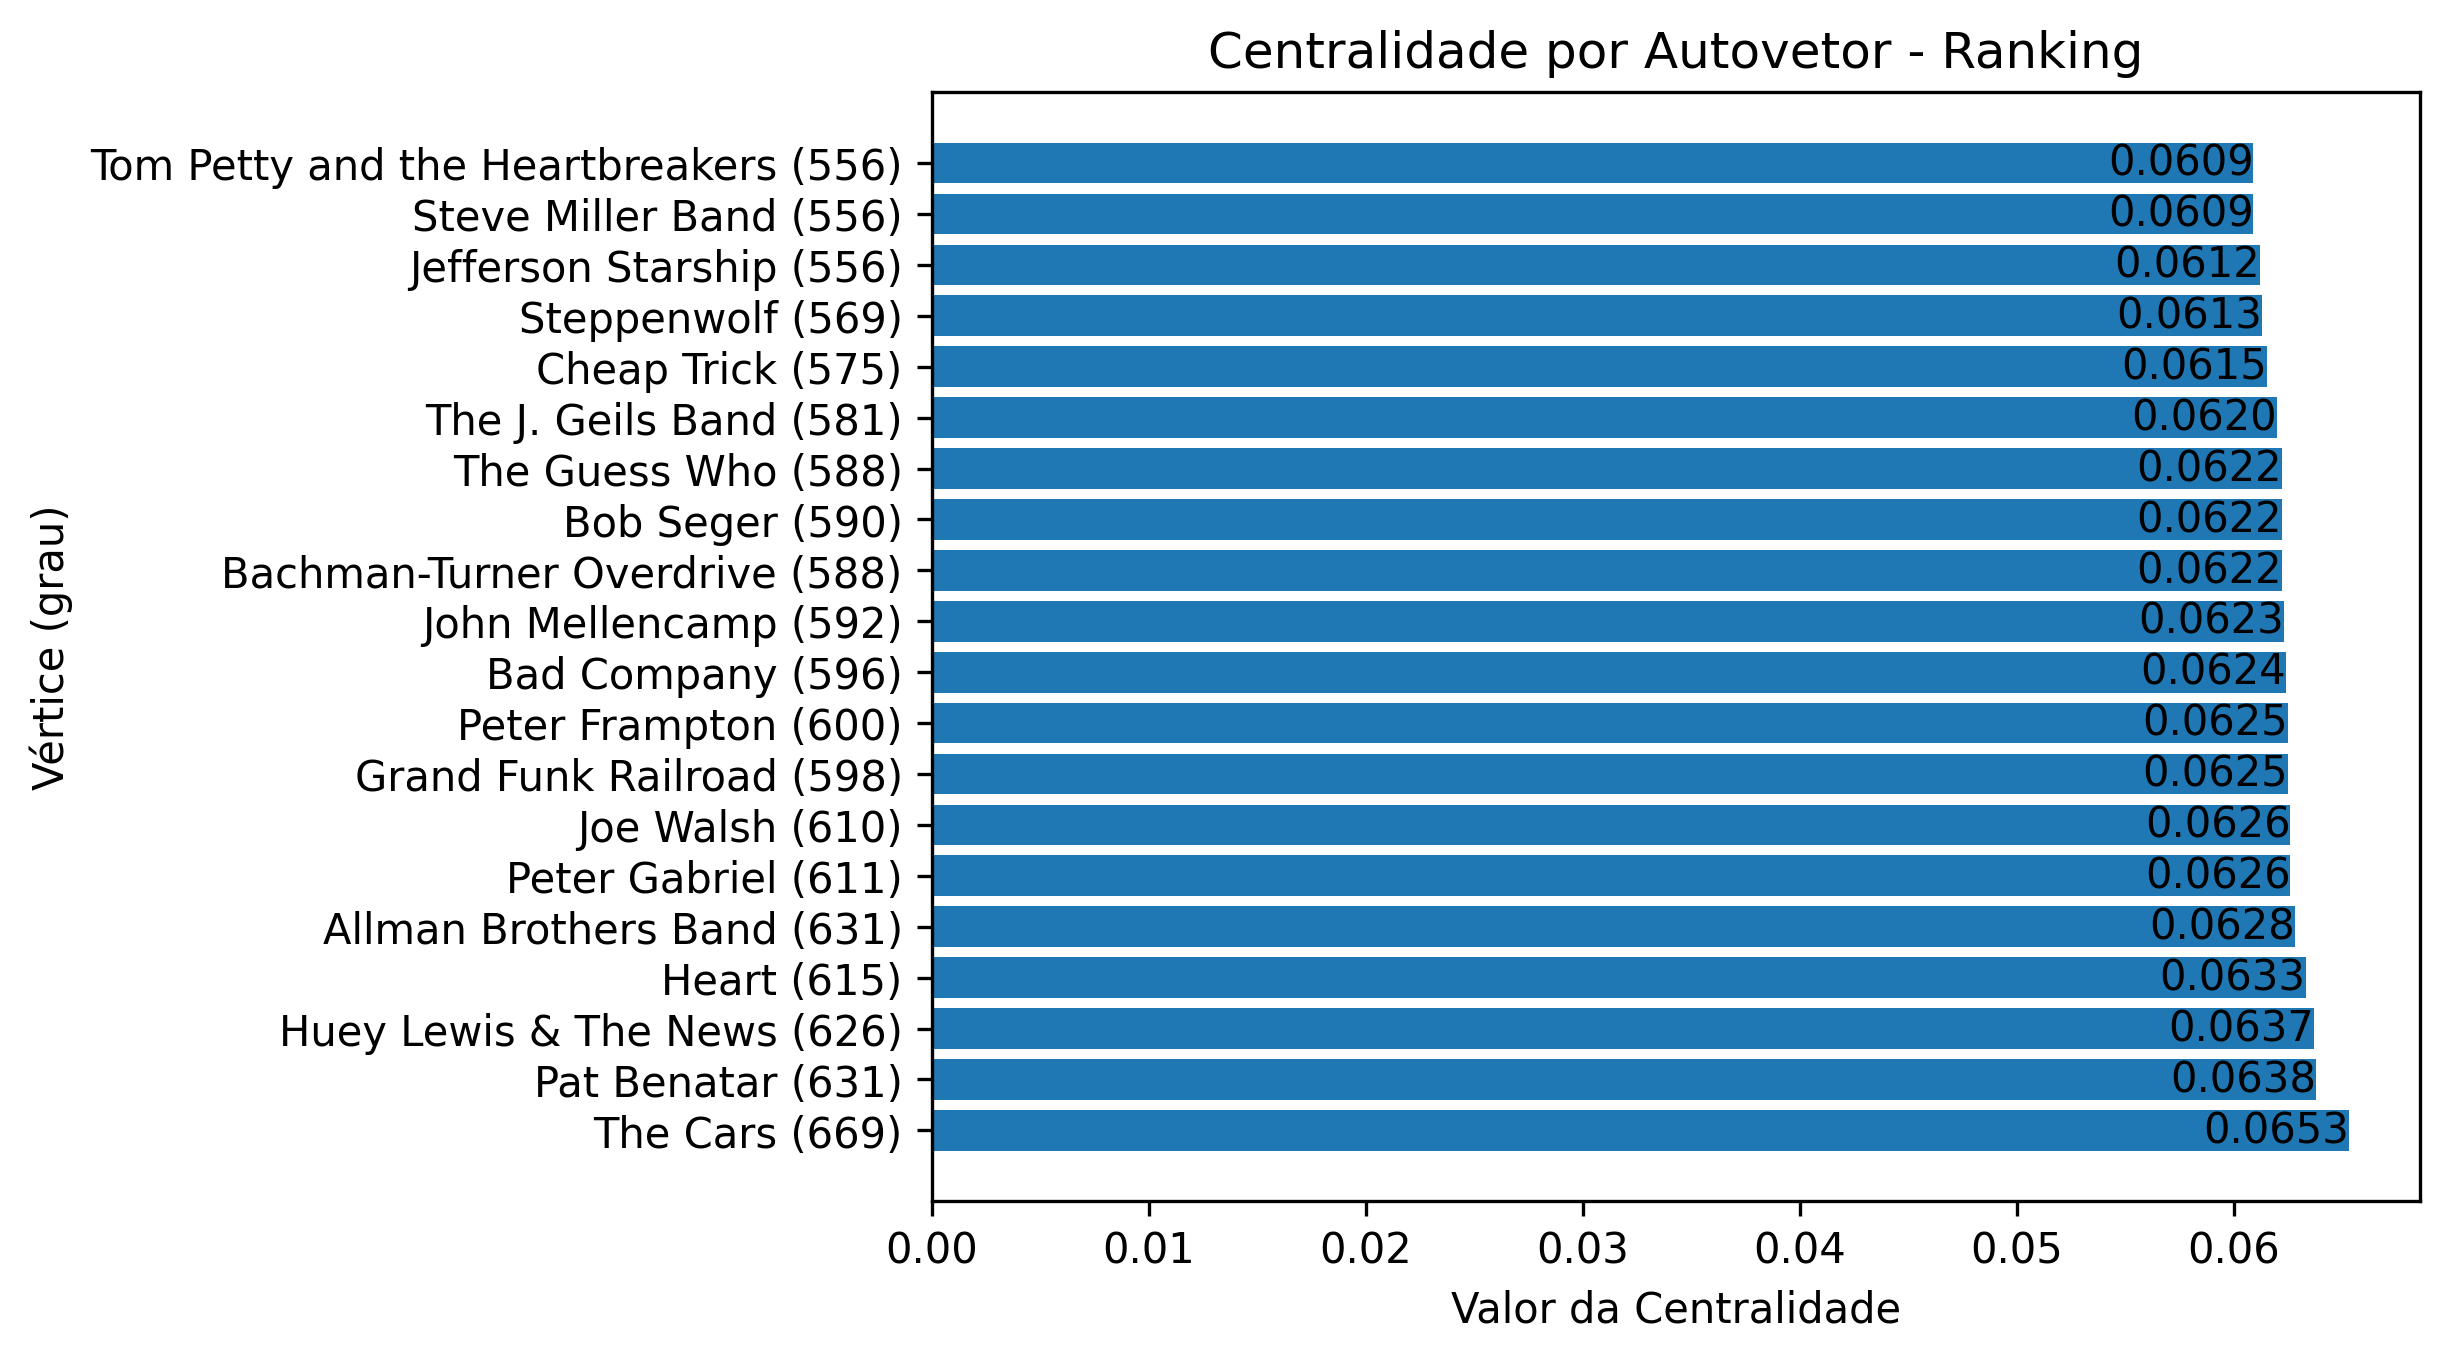 Centralidade por Autovetor - Ranking
Vértice (grau)
Tom Petty and the Heartbreakers (556) 0.0609
Steve Miller Band (556) 0.0609
Jefferson Starship (556) 0.0612
Steppenwolf (569) 0.0613
Cheap Trick (575) 0.0615
The J. Geils Band (581) 0.0620
The Guess Who (588) 0.0622
Bob Seger (590) 0.0622
Bachman-Turner Overdrive (588) 0.0622
John Mellencamp (592) 0.0623
Bad Company (596) 0.0624
Peter Frampton (600) 0.0625
Grand Funk Railroad (598) 0.0625
Joe Walsh (610) 0.0626
Peter Gabriel (611) 0.0626
Allman Brothers Band (631) 0.0628
Heart (615) 0.0633
Huey Lewis & The News (626) 0.0637
Pat Benatar (631) 0.0638
The Cars (669) 0.0653
0.00 0.01 0.02 0.03 0.04 0.05 0.06
Valor da Centralidade